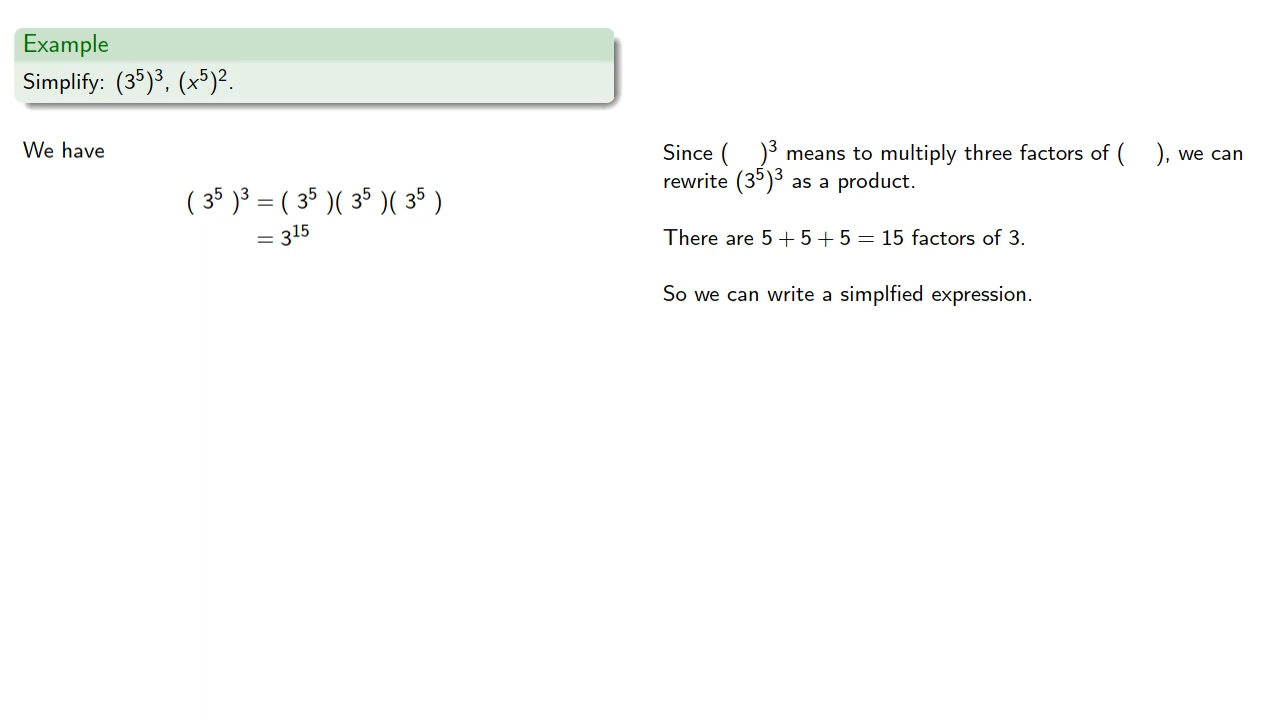 Example
Simplify: (3⁵)³, (x⁵)².
We have
( 3⁵ )³ = ( 3⁵ )( 3⁵ )( 3⁵ )
= 3¹⁵
Since (   )³ means to multiply three factors of (   ), we can
rewrite (3⁵)³ as a product.
There are 5 + 5 + 5 = 15 factors of 3.
So we can write a simplfied expression.